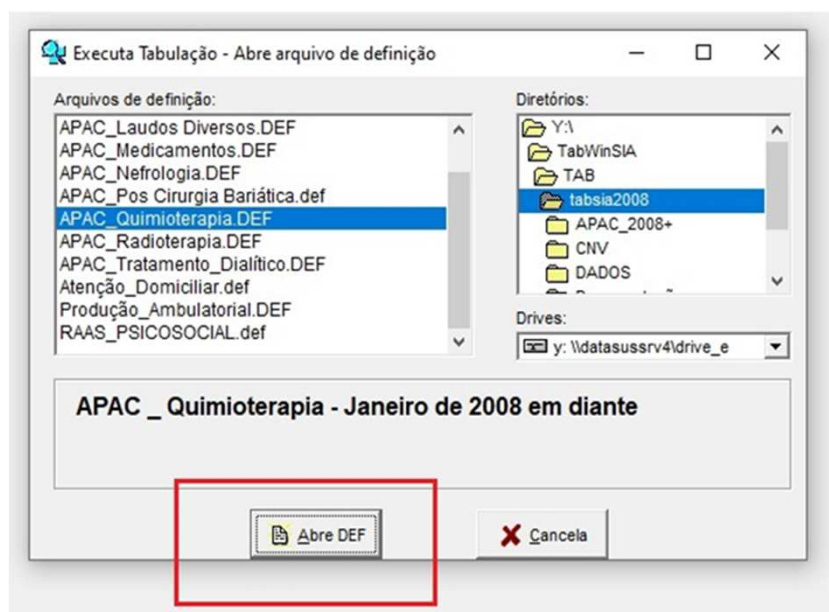 Executa Tabulação - Abre arquivo de definição
Arquivos de definição:
APAC_Laudos Diversos.DEF
APAC_Medicamentos.DEF
APAC_Nefrologia.DEF
APAC_Pos Cirurgia Bariática.def
APAC_Quimioterapia.DEF
APAC_Radioterapia.DEF
APAC_Tratamento_Dialítico.DEF
Atenção_Domiciliar.def
Produção_Ambulatorial.DEF
RAAS_PSICOSOCIAL.def
Diretórios:
Y:\
TabWinSIA
TAB
tabsia2008
APAC_2008+
CNV
DADOS
Drives:
y: \\datasussrv4\drive_e
APAC _ Quimioterapia - Janeiro de 2008 em diante
Abre DEF
Cancela